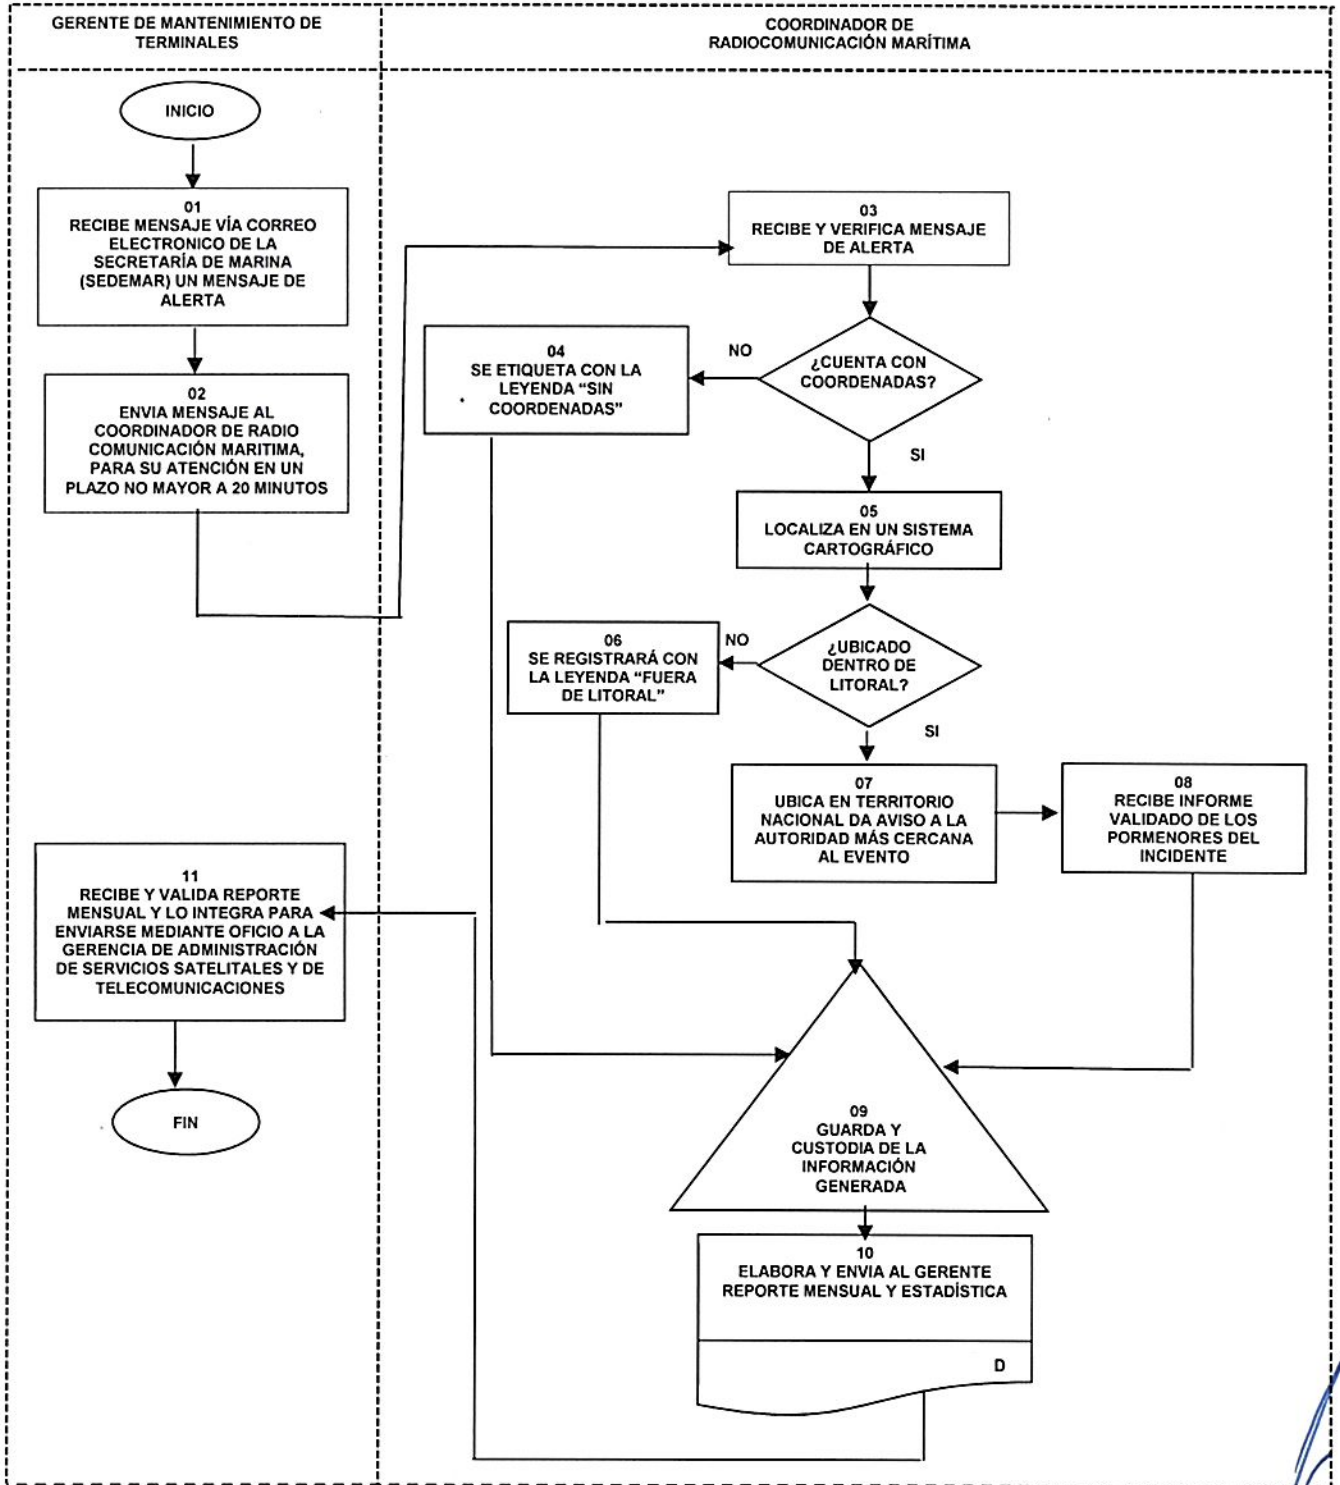 GERENTE DE MANTENIMIENTO DE
TERMINALES
COORDINADOR DE
RADIOCOMUNICACIÓN MARÍTIMA
INICIO
01
RECIBE MENSAJE VÍA CORREO
ELECTRONICO DE LA
SECRETARÍA DE MARINA
(SEDEMAR) UN MENSAJE DE
ALERTA
02
ENVIA MENSAJE AL
COORDINADOR DE RADIO
COMUNICACIÓN MARITIMA,
PARA SU ATENCIÓN EN UN
PLAZO NO MAYOR A 20 MINUTOS
03
RECIBE Y VERIFICA MENSAJE
DE ALERTA
¿CUENTA CON
COORDENADAS?
NO
04
SE ETIQUETA CON LA
LEYENDA “SIN
COORDENADAS”
SI
05
LOCALIZA EN UN SISTEMA
CARTOGRÁFICO
¿UBICADO
DENTRO DE
LITORAL?
NO
06
SE REGISTRARÁ CON
LA LEYENDA “FUERA
DE LITORAL”
SI
07
UBICA EN TERRITORIO
NACIONAL DA AVISO A LA
AUTORIDAD MÁS CERCANA
AL EVENTO
08
RECIBE INFORME
VALIDADO DE LOS
PORMENORES DEL
INCIDENTE
09
GUARDA Y
CUSTODIA DE LA
INFORMACIÓN
GENERADA
10
ELABORA Y ENVIA AL GERENTE
REPORTE MENSUAL Y ESTADÍSTICA
D
11
RECIBE Y VALIDA REPORTE
MENSUAL Y LO INTEGRA PARA
ENVIARSE MEDIANTE OFICIO A LA
GERENCIA DE ADMINISTRACIÓN
DE SERVICIOS SATELITALES Y DE
TELECOMUNICACIONES
FIN